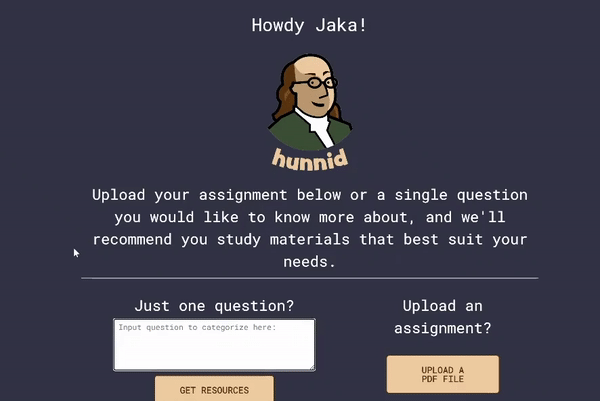 Howdy Jaka!
hunnid
Upload your assignment below or a single question
you would like to know more about, and we'll
recommend you study materials that best suit your
needs.
Just one question?
Input question to categorize here:
GET RESOURCES
Upload an
assignment?
UPLOAD A
PDF FILE